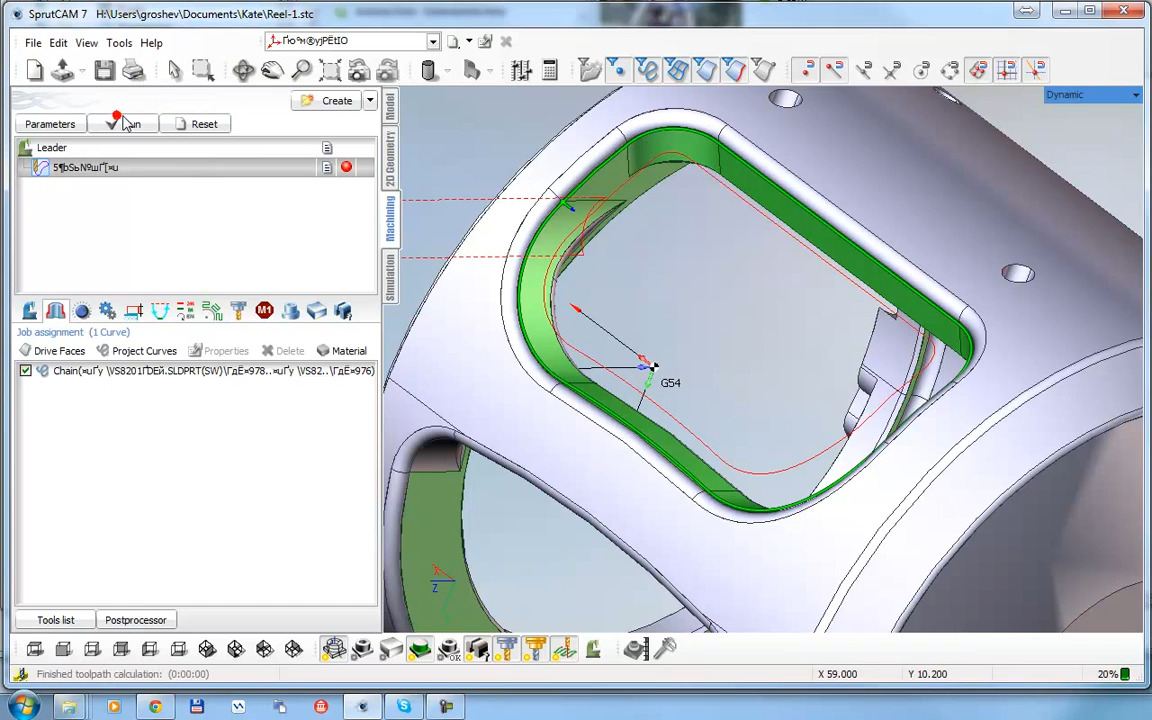 SprutCAM 7 H:\Users\groshev\Documents\Kate\Reel-1.stc
File Edit View Tools Help
Create
Dynamic
Parameters
Reset
Leader
Model
2D Geometry
Machining
Simulation
G54
Job assignment (1 Curve)
Drive Faces Project Curves Properties Delete Material
M1
X
Z
OK
Tools list Postprocessor
Finished toolpath calculation: (0:00:00) X 59.000 Y 10.200 20%